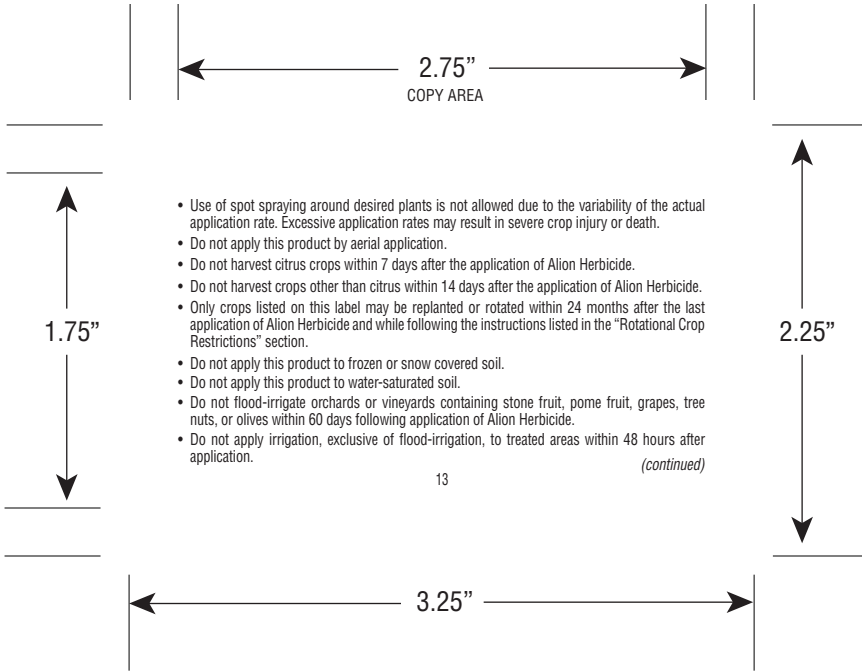 2.75”
COPY AREA
• Use of spot spraying around desired plants is not allowed due to the variability of the actual
application rate. Excessive application rates may result in severe crop injury or death.
• Do not apply this product by aerial application.
• Do not harvest citrus crops within 7 days after the application of Alion Herbicide.
• Do not harvest crops other than citrus within 14 days after the application of Alion Herbicide.
• Only crops listed on this label may be replanted or rotated within 24 months after the last
application of Alion Herbicide and while following the instructions listed in the “Rotational Crop
Restrictions” section.
• Do not apply this product to frozen or snow covered soil.
• Do not apply this product to water-saturated soil.
• Do not flood-irrigate orchards or vineyards containing stone fruit, pome fruit, grapes, tree
nuts, or olives within 60 days following application of Alion Herbicide.
• Do not apply irrigation, exclusive of flood-irrigation, to treated areas within 48 hours after
application.
(continued)
13
1.75”
2.25”
3.25”